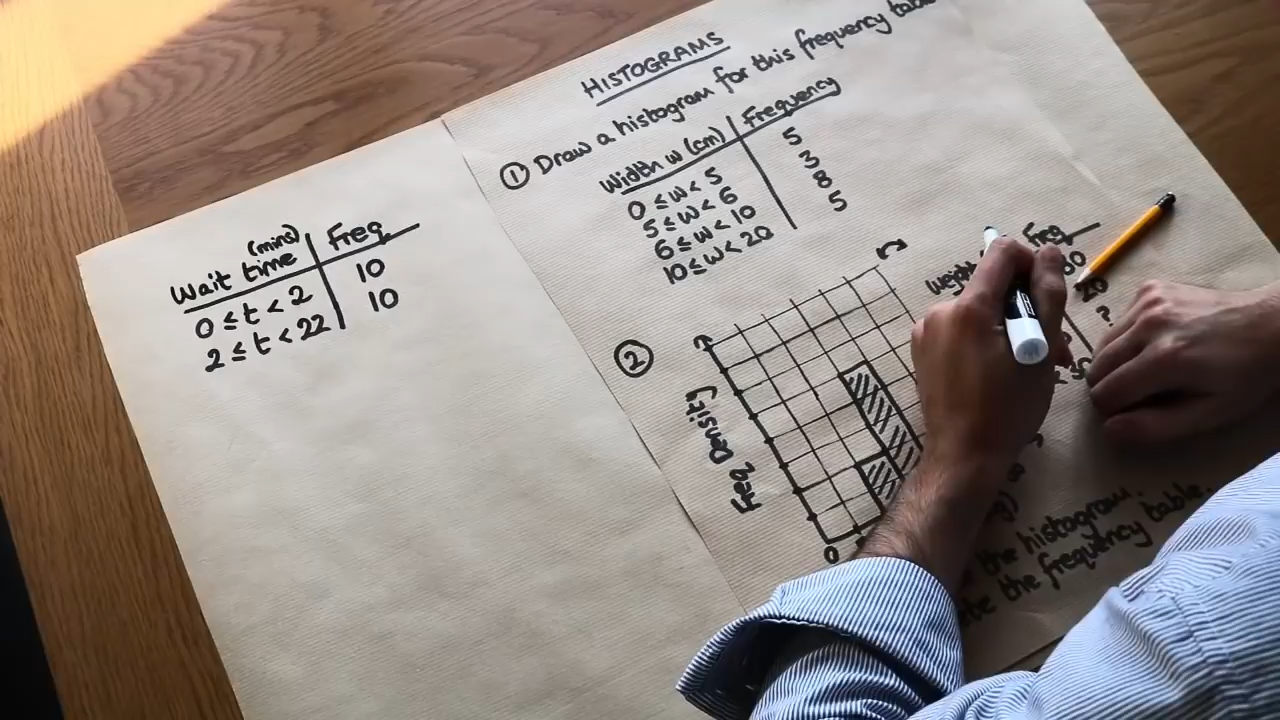 HISTOGRAMS
① Draw a histogram for this frequency table
Width w (cm) Frequency
0 ≤ w < 5 5
5 ≤ w < 6 3
6 ≤ w < 10 8
10 ≤ w < 20 5
Wait time (mins) Freq
0 ≤ t < 2 10
2 ≤ t < 22 10
②
Freq Density
0
Weight Freq
20
?
?
the histogram.
the frequency table.